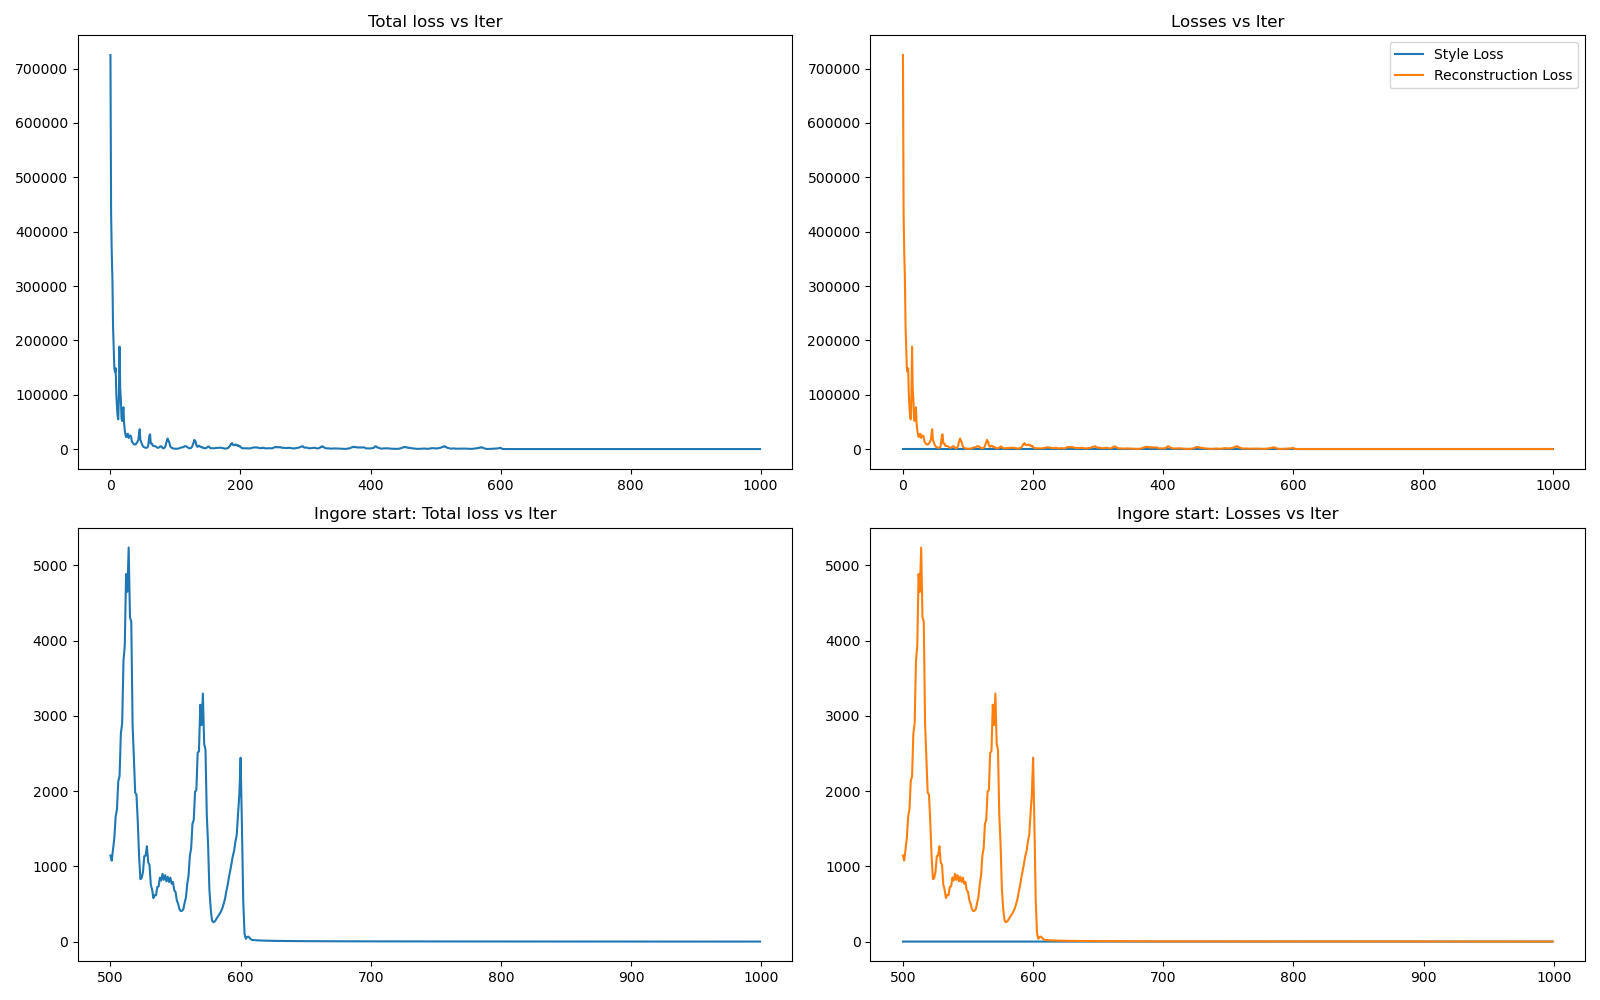 Total loss vs Iter
700000
600000
500000
400000
300000
200000
100000
0
0 200 400 600 800 1000
Losses vs Iter
Style Loss
Reconstruction Loss
700000
600000
500000
400000
300000
200000
100000
0
0 200 400 600 800 1000
Ingore start: Total loss vs Iter
5000
4000
3000
2000
1000
0
500 600 700 800 900 1000
Ingore start: Losses vs Iter
5000
4000
3000
2000
1000
0
500 600 700 800 900 1000